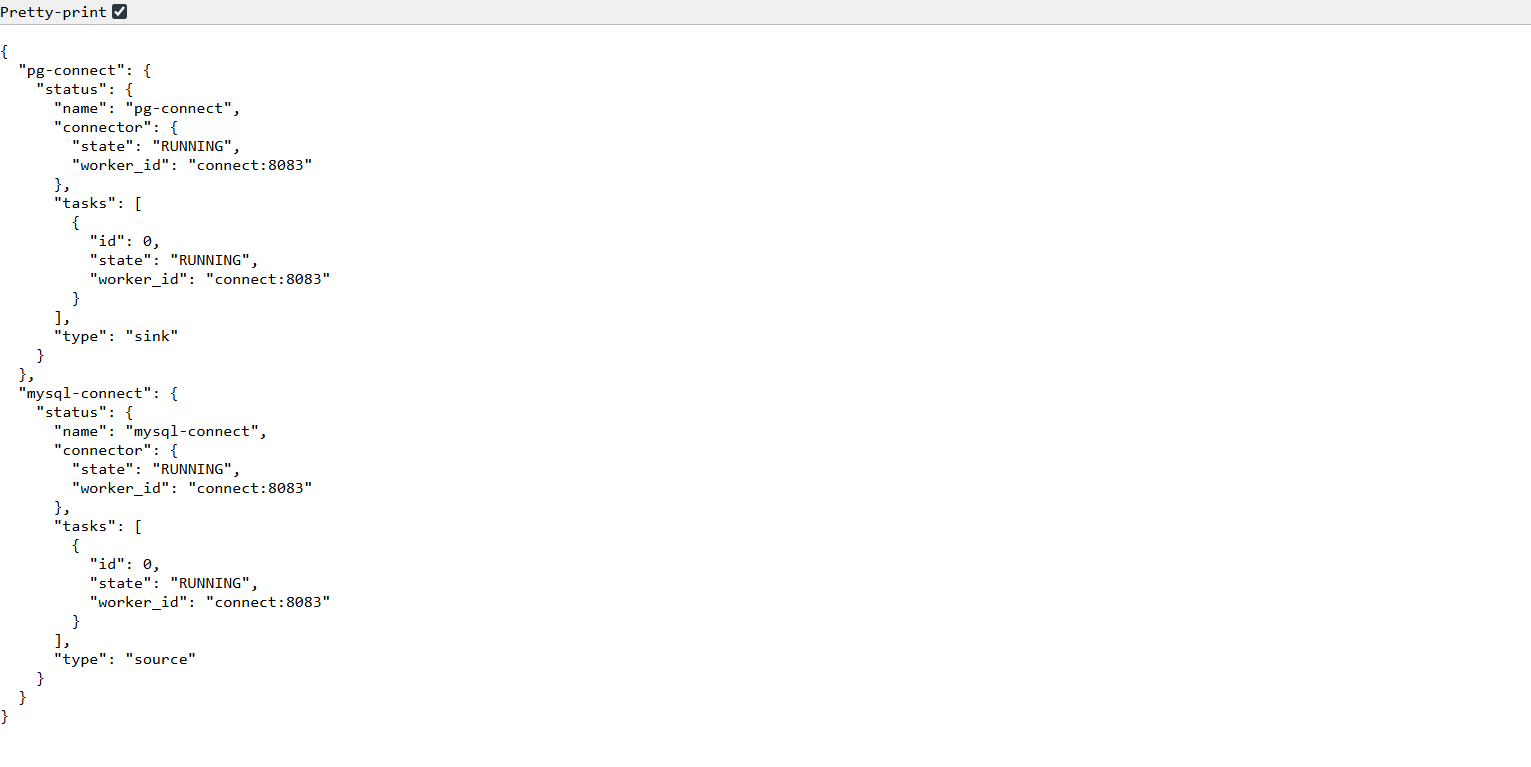 Pretty-print
{
  "pg-connect": {
    "status": {
      "name": "pg-connect",
      "connector": {
        "state": "RUNNING",
        "worker_id": "connect:8083"
      },
      "tasks": [
        {
          "id": 0,
          "state": "RUNNING",
          "worker_id": "connect:8083"
        }
      ],
      "type": "sink"
    }
  },
  "mysql-connect": {
    "status": {
      "name": "mysql-connect",
      "connector": {
        "state": "RUNNING",
        "worker_id": "connect:8083"
      },
      "tasks": [
        {
          "id": 0,
          "state": "RUNNING",
          "worker_id": "connect:8083"
        }
      ],
      "type": "source"
    }
  }
}